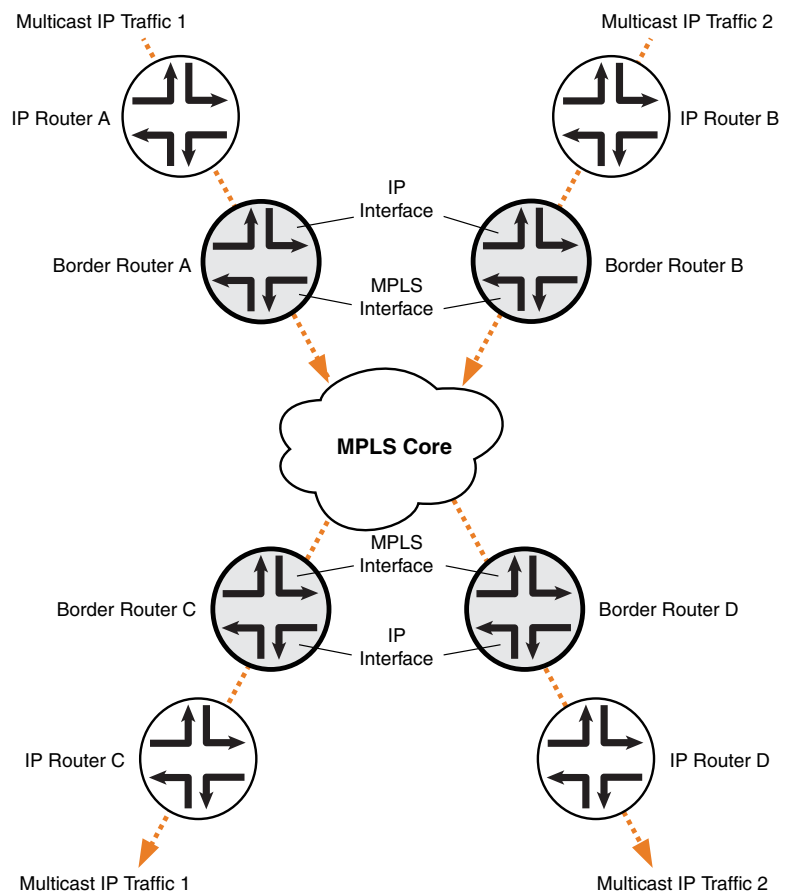 Multicast IP Traffic 1
Multicast IP Traffic 2
IP Router A
IP Router B
IP
Interface
Border Router A
Border Router B
MPLS
Interface
MPLS Core
MPLS
Interface
Border Router C
Border Router D
IP
Interface
IP Router C
IP Router D
Multicast IP Traffic 1
Multicast IP Traffic 2